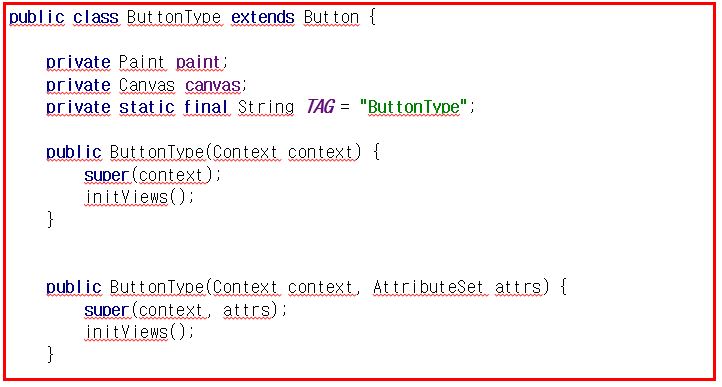 public class ButtonType extends Button {
private Paint paint;
private Canvas canvas;
private static final String TAG = "ButtonType";
public ButtonType(Context context) {
super(context);
initViews();
}
public ButtonType(Context context, AttributeSet attrs) {
super(context, attrs);
initViews();
}